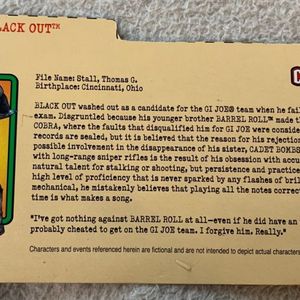 LACK OUT™
File Name: Stall, Thomas G.
Birthplace: Cincinnati, Ohio
BLACK OUT washed out as a candidate for the GI JOE® team when he fai
exam. Disgruntled because his younger brother BARREL ROLL™ made th
COBRA, where the faults that disqualified him for GI JOE were conside
records are sealed, but it is rumored that the reason for his rejection
possible involvement in the disappearance of his sister, CADET BOMBS
with long-range sniper rifles is the result of his obsession with accur
natural talent for stalking or shooting, but persistence and practice
high level of proficiency that is never sparked by any flashes of bril
mechanical, he mistakenly believes that playing all the notes correct
time is what makes a song.
"I've got nothing against BARREL ROLL at all—even if he did have an
probably cheated to get on the GI JOE team. I forgive him. Really."
Characters and events referenced herein are fictional and are not intended to depict actual characters